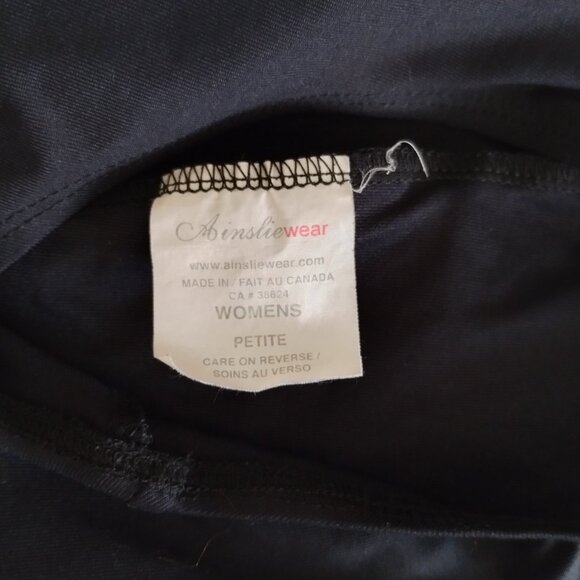 Ainsliewear
www.ainsliewear.com
MADE IN / FAIT AU CANADA
CA # 38624
WOMENS
PETITE
CARE ON REVERSE /
SOINS AU VERSO